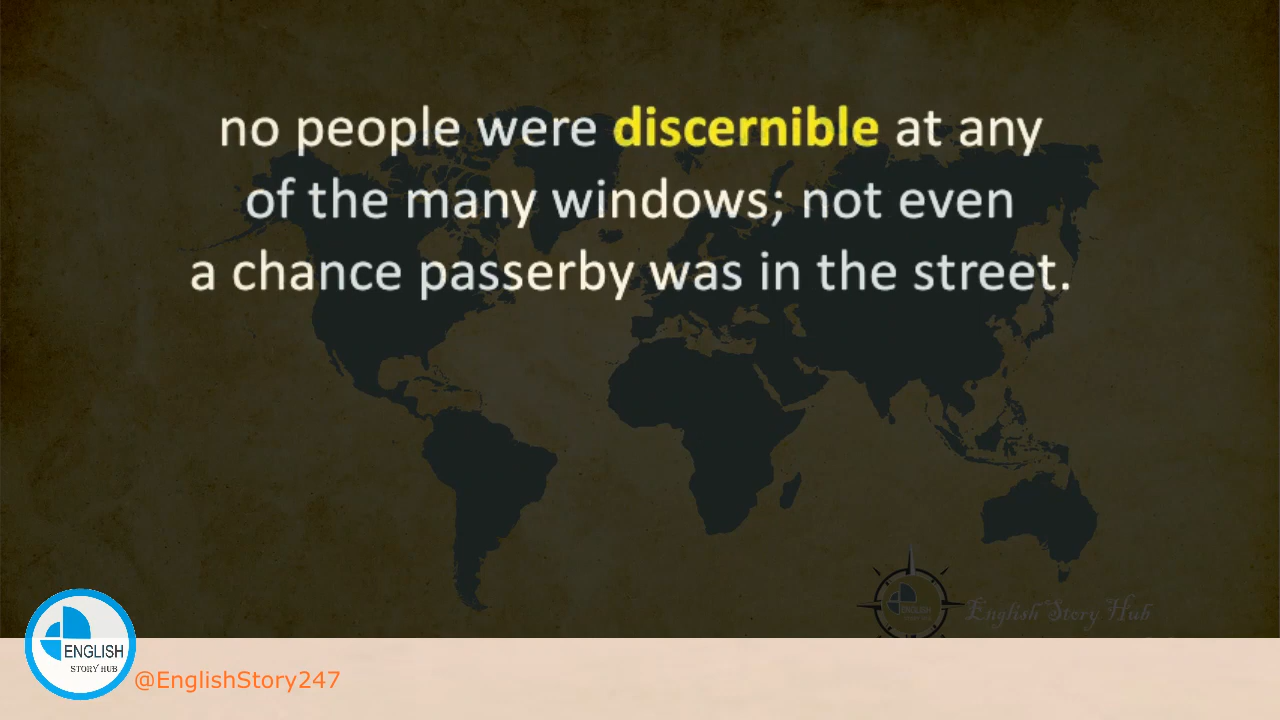 no people were discernible at any
of the many windows; not even
a chance passerby was in the street.
English Story Hub
ENGLISH
STORY HUB
@EnglishStory247